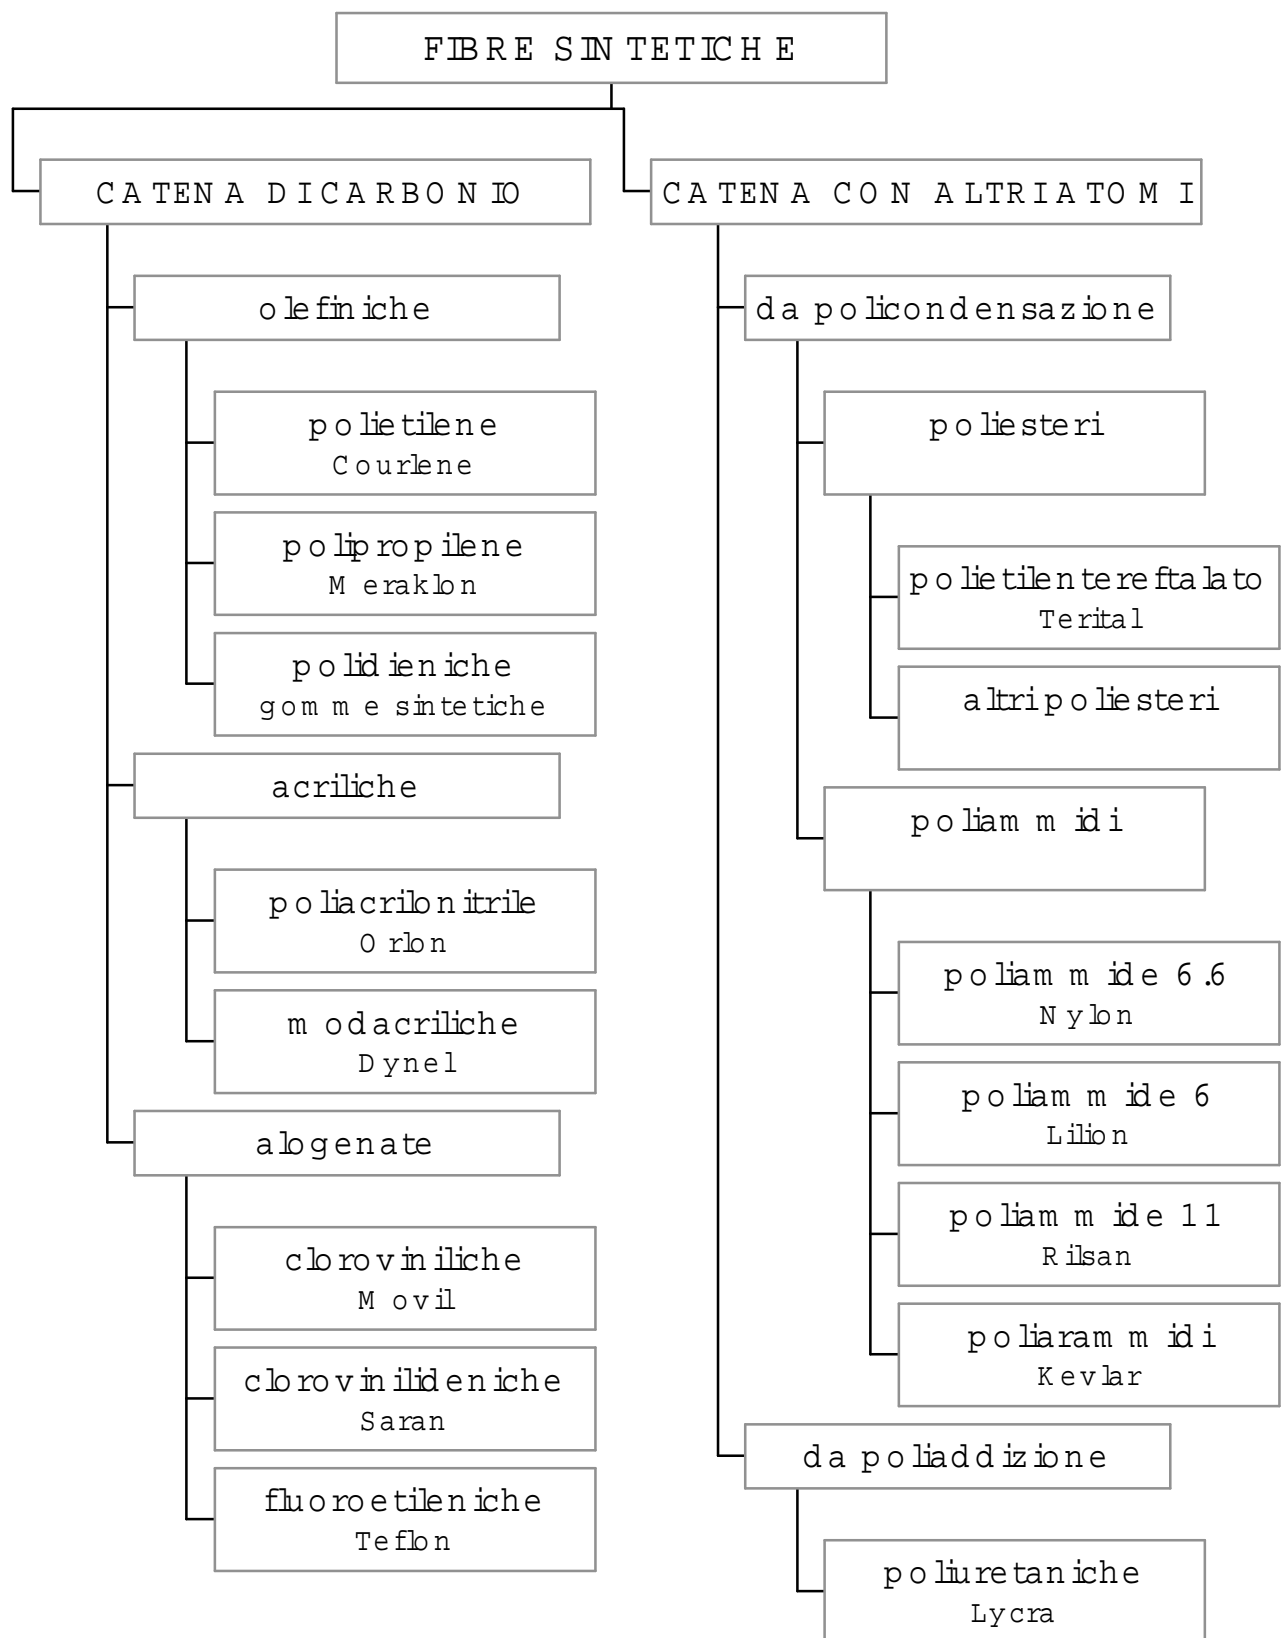 FIBRE SINTETICHE
CATENA DI CARBONIO
olefiniche
polietilene
Courlene
polipropilene
Meraklon
polidieniche
gomme sintetiche
acriliche
poliacrilonitrile
Orlon
modacriliche
Dynel
alogenate
cloroviniliche
Movil
clorovinilideniche
Saran
fluoroetileniche
Teflon
CATENA CON ALTRI ATOMI
da policondensazione
poliesteri
polietilentereftalato
Terital
altri poliesteri
poliammidi
poliammide 6.6
Nylon
poliammide 6
Lilion
poliammide 11
Rilsan
poliarammidi
Kevlar
da poliaddizione
poliuretaniche
Lycra